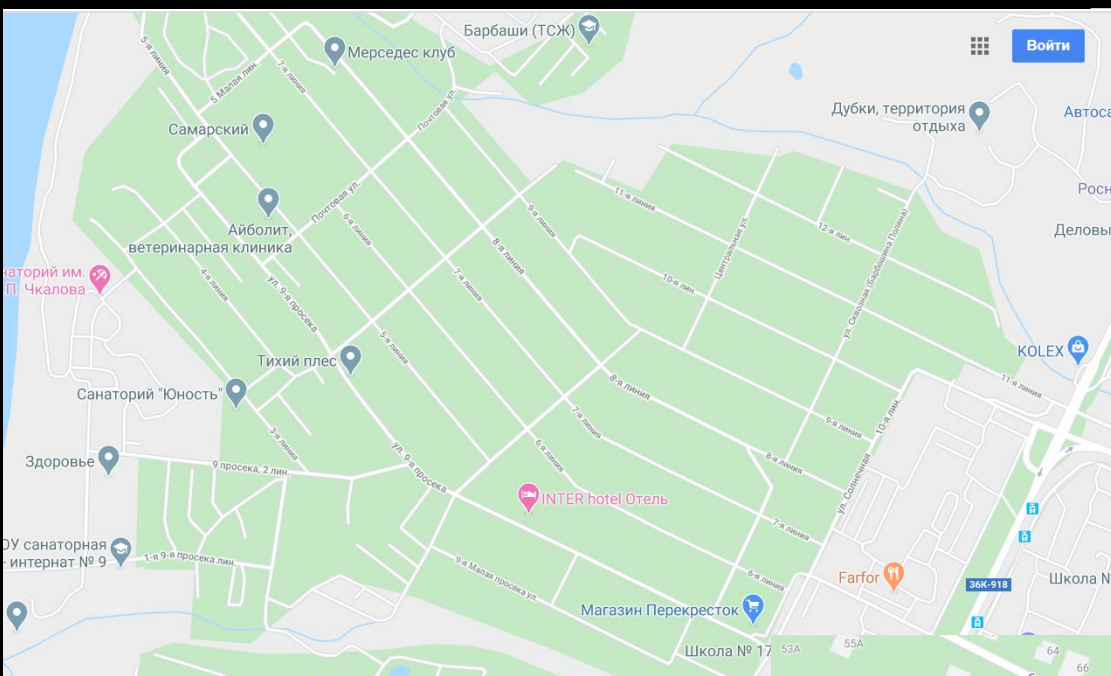 Барбаши (ТСЖ)
Мерседес клуб
Войти
5-я линия
7-я линия
5 Малая лин.
Почтовая ул.
Самарский
Дубки, территория
отдыха
Автоса
Росн
Айболит,
ветеринарная клиника
Почтовая ул.
6-я линия
9-я линия
8-я линия
11-я линия
12-я лин.
Центральная ул.
ул. Сквозная (Барбошина Поляна)
Деловы
наторий им.
.П. Чкалова
4-я линия
ул. 9-я просека
7-я линия
10-я лин.
5-я линия
Тихий плес
KOLEX
Санаторий "Юность"
8-я линия
11-я линия
3-я линия
7-я линия
9-я линия
10-я лин.
Здоровье
9 просека, 2 лин.
ул. 9-я просека
6-я линия
8-я линия
INTER hotel Отель
ул. Солнечная
7-я линия
ОУ санаторная
интернат № 9
1-я 9-я просека лин.
9-я Малая просека ул.
6-я линия
Farfor
36К-918
Школа №
Магазин Перекресток
Школа № 17
53А
55А
64
66